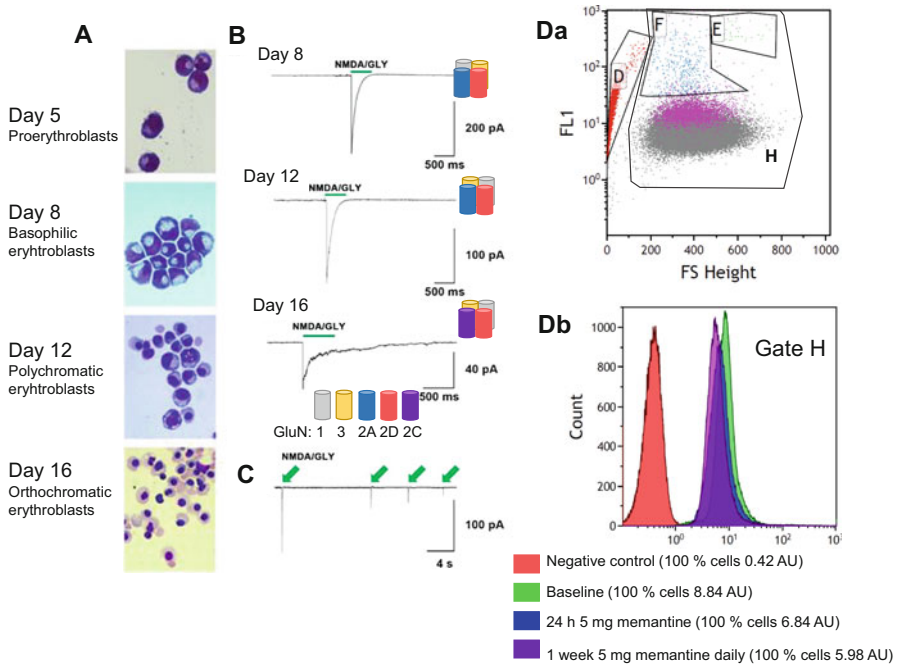 A
Day 5
Proerythroblasts
Day 8
Basophilic
eryhtroblasts
Day 12
Polychromatic
eryhtroblasts
Day 16
Orthochromatic
erythroblasts
B
Day 8
NMDA/GLY
200 pA
500 ms
Day 12
NMDA/GLY
100 pA
500 ms
Day 16
NMDA/GLY
40 pA
500 ms
GluN: 1 3 2A 2D 2C
C
NMDA/GLY
100 pA
4 s
Da
10³
10²
10¹
10⁰
FL1
D
F
E
H
0 200 400 600 800 1000
FS Height
Db
Gate H
1000
800
600
400
200
0
Count
10⁰ 10¹ 10² 10³
Negative control (100 % cells 0.42 AU)
Baseline (100 % cells 8.84 AU)
24 h 5 mg memantine (100 % cells 6.84 AU)
1 week 5 mg memantine daily (100 % cells 5.98 AU)